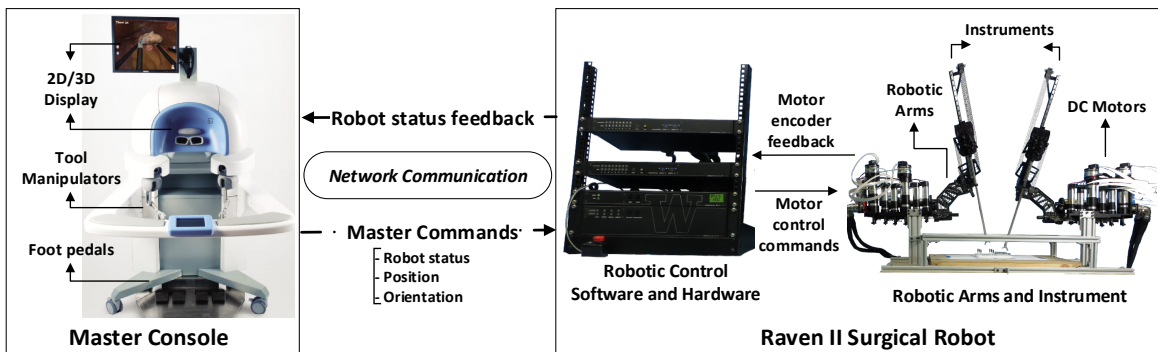 2D/3D
Display
Tool
Manipulators
Foot pedals
Master Console
Robot status feedback
Network Communication
Master Commands
Robot status
Position
Orientation
Instruments
Robotic
Arms
DC Motors
Motor
encoder
feedback
Motor
control
commands
W
Robotic Control
Software and Hardware
Robotic Arms and Instrument
Raven II Surgical Robot